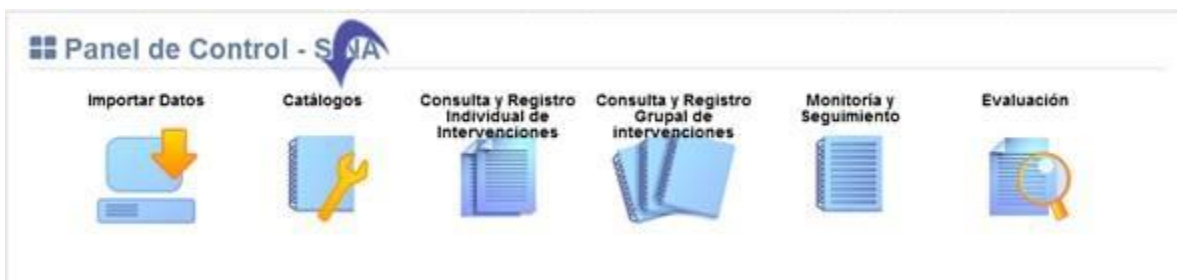 Panel de Control - SINA
Importar Datos
Catálogos
Consulta y Registro
Individual de
Intervenciones
Consulta y Registro
Grupal de
intervenciones
Monitoría y
Seguimiento
Evaluación